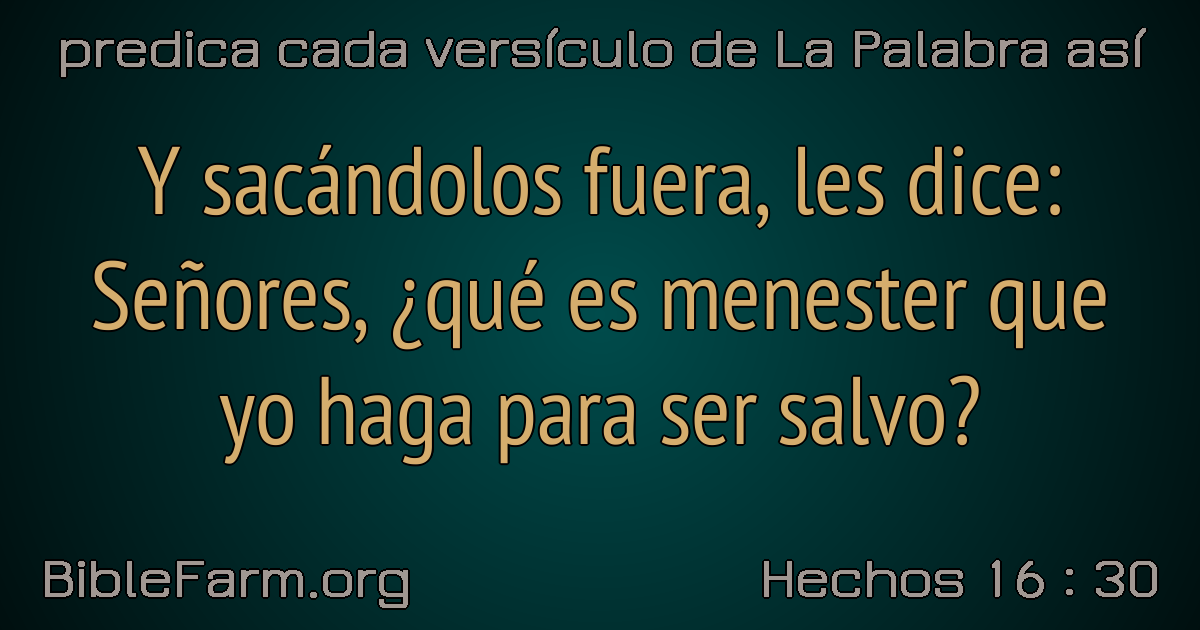 predica cada versículo de La Palabra así
Y sacándolos fuera, les dice:
Señores, ¿qué es menester que
yo haga para ser salvo?
BibleFarm.org
Hechos 16 : 30